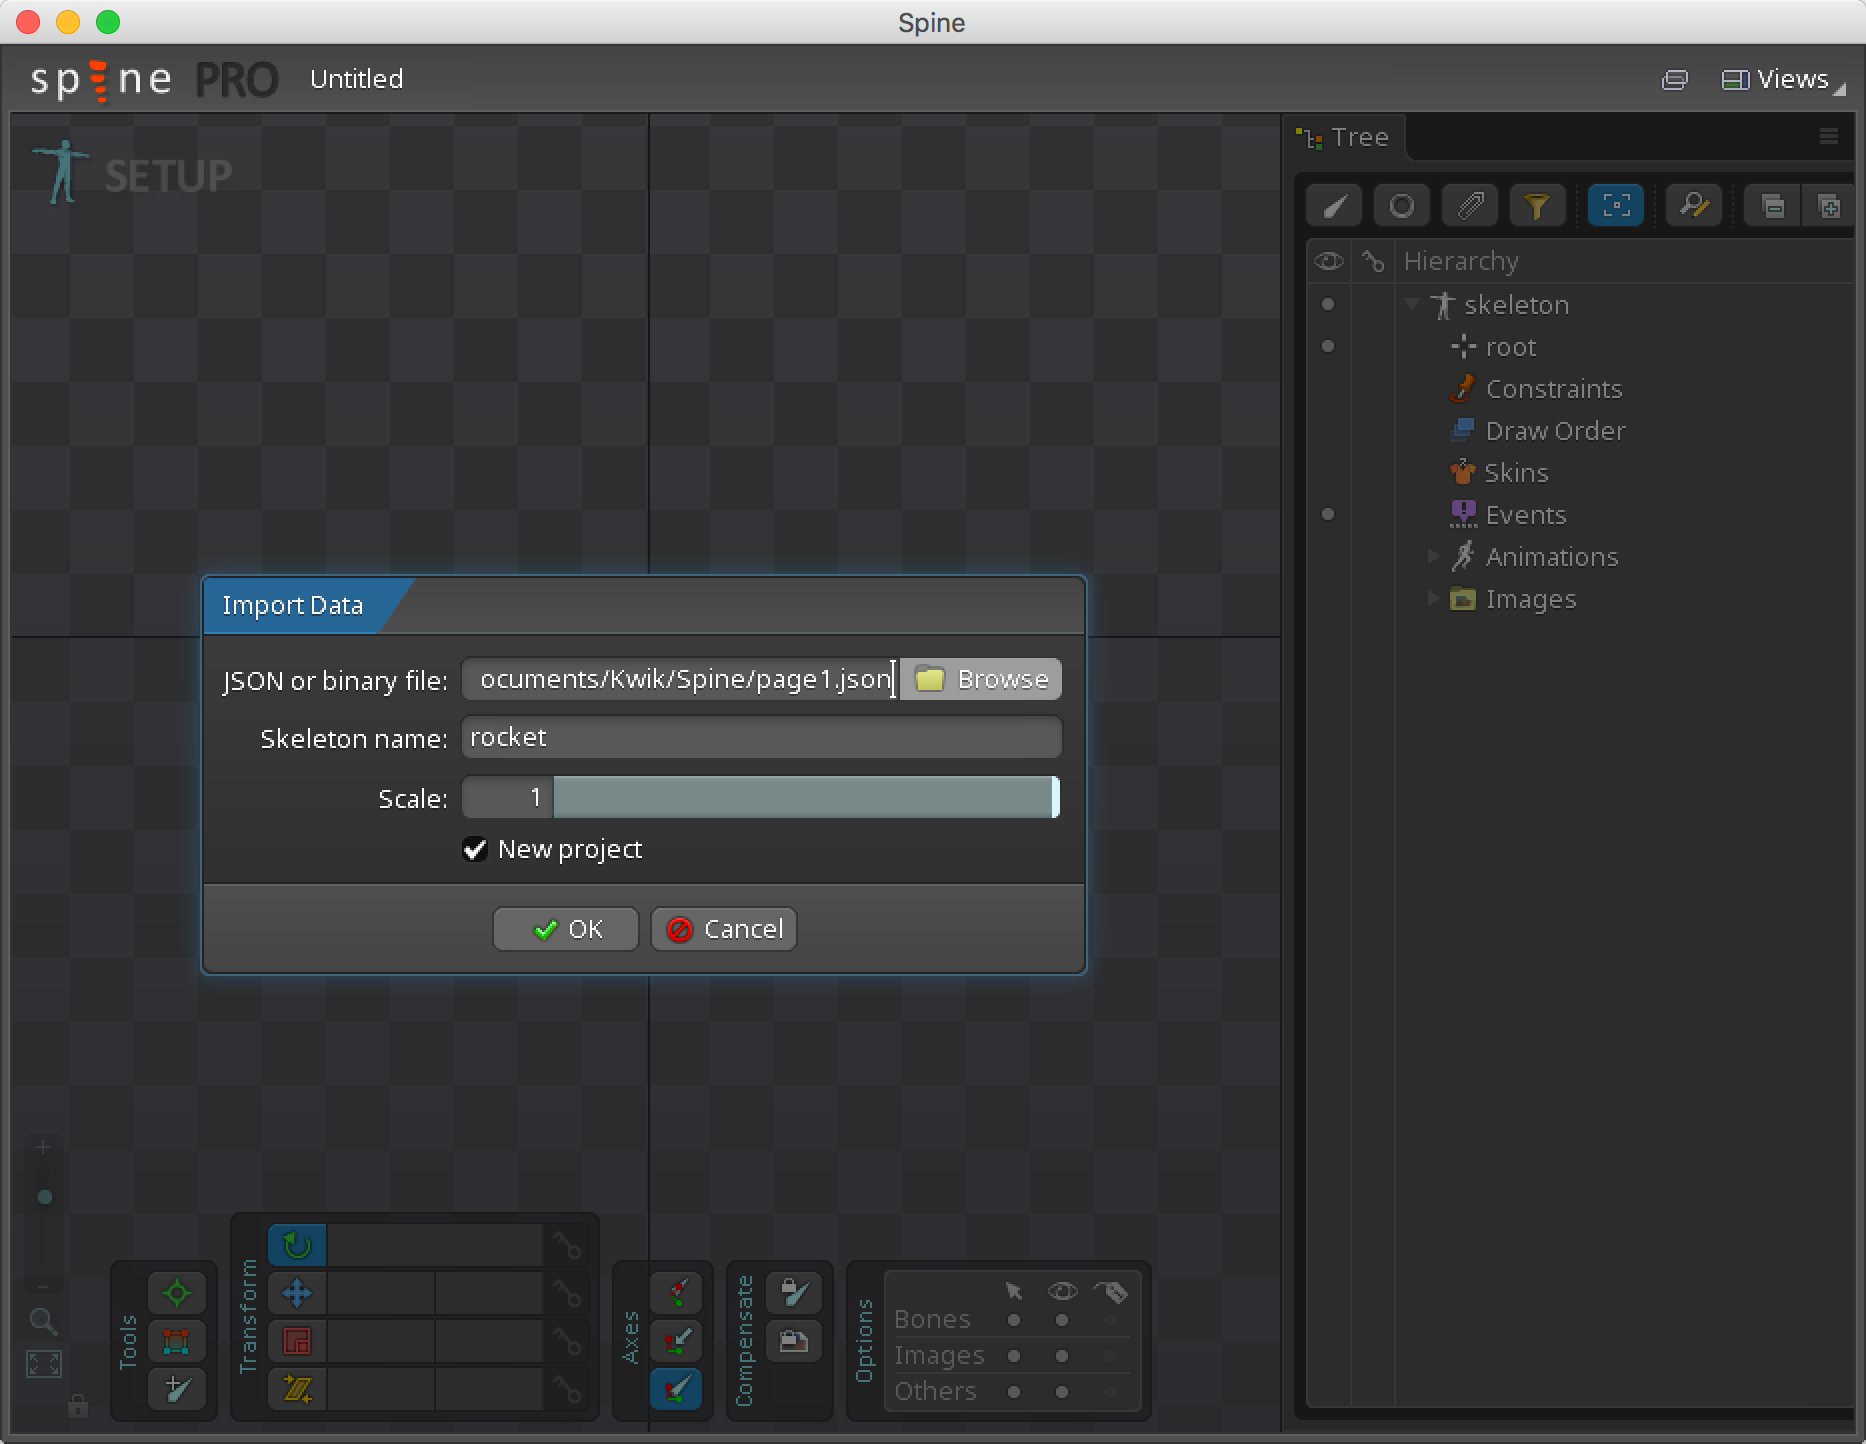 Spine
spine PRO Untitled
Views
SETUP
Tree
Hierarchy
skeleton
root
Constraints
Draw Order
Skins
Events
Animations
Images
Import Data
JSON or binary file: ocuments/Kwik/Spine/page1.json Browse
Skeleton name: rocket
Scale: 1
New project
OK Cancel
Tools
Transform
Axes
Compensate
Options
Bones
Images
Others